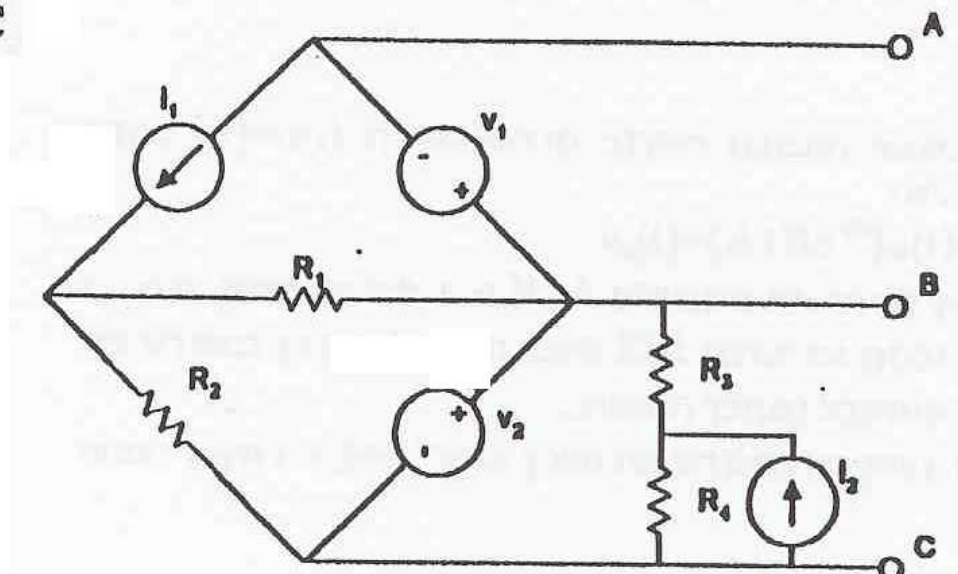 A
I₁
v₁
-
+
R₁
B
R₂
R₃
+
v₂
-
R₄
I₂
C